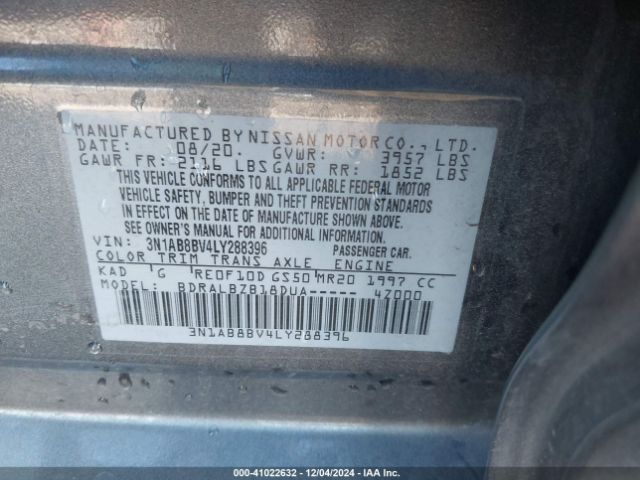 MANUFACTURED BY NISSAN MOTOR CO., LTD.
DATE: 08/20. GVWR: 3957 LBS
GAWR FR: 2116 LBS GAWR RR: 1852 LBS
THIS VEHICLE CONFORMS TO ALL APPLICABLE FEDERAL MOTOR
VEHICLE SAFETY, BUMPER AND THEFT PREVENTION STANDARDS
IN EFFECT ON THE DATE OF MANUFACTURE SHOWN ABOVE.
SEE OWNER'S MANUAL FOR ADDITIONAL INFORMATION
VIN: 3N1AB8BV4LY288396 PASSENGER CAR.
COLOR TRIM TRANS AXLE ENGINE
KAD G RE0F10D GS50 MR20 1997 CC
MODEL: BDRALBZB18DUA----- 4Z000
3N1AB8BV4LY288396
000-41022632 - 12/04/2024 - IAA Inc.